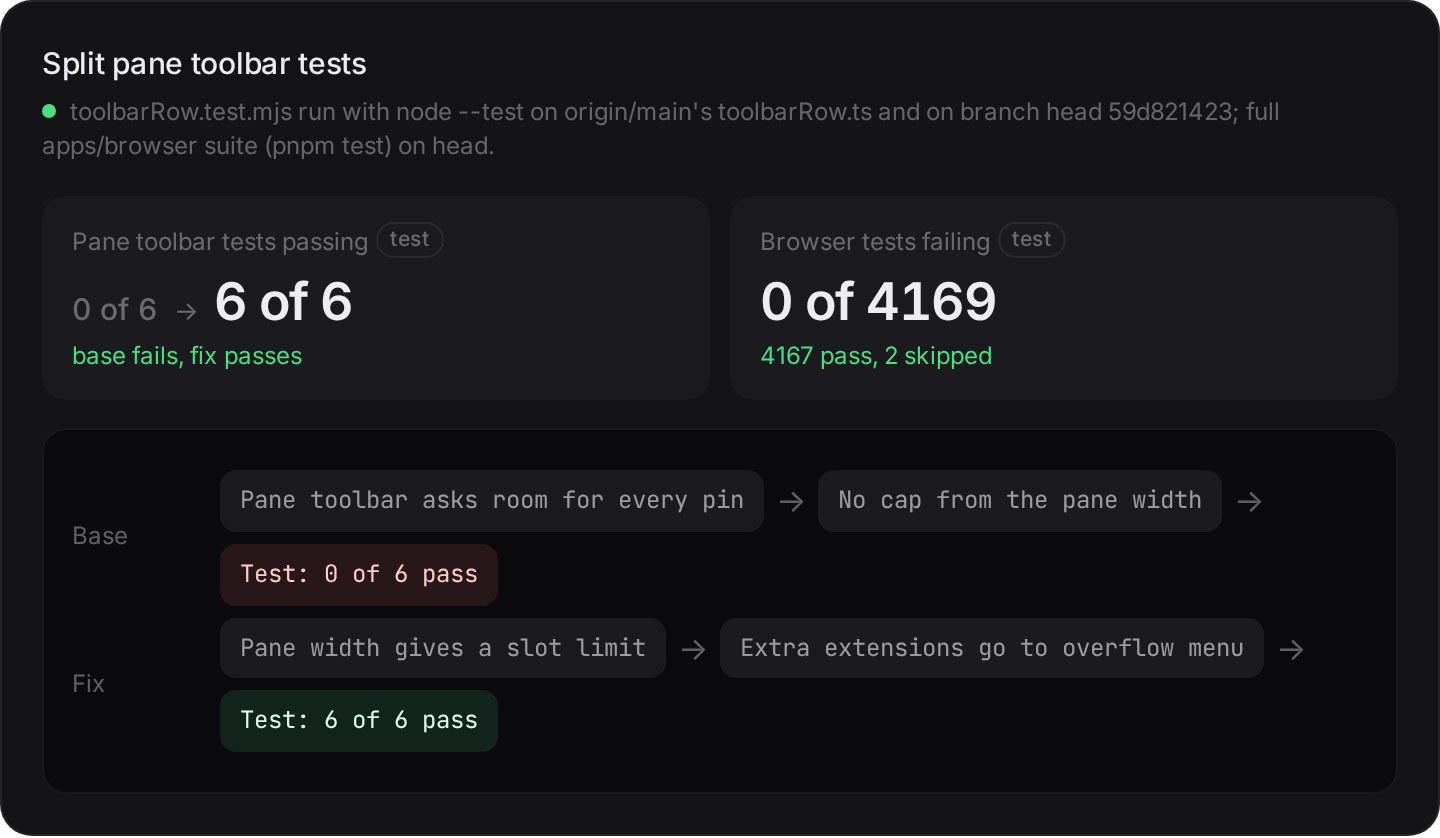 Split pane toolbar tests
toolbarRow.test.mjs run with node --test on origin/main's toolbarRow.ts and on branch head 59d821423; full
apps/browser suite (pnpm test) on head.
Pane toolbar tests passing test
0 of 6 → 6 of 6
base fails, fix passes
Browser tests failing test
0 of 4169
4167 pass, 2 skipped
Base
Pane toolbar asks room for every pin → No cap from the pane width →
Test: 0 of 6 pass
Fix
Pane width gives a slot limit → Extra extensions go to overflow menu →
Test: 6 of 6 pass